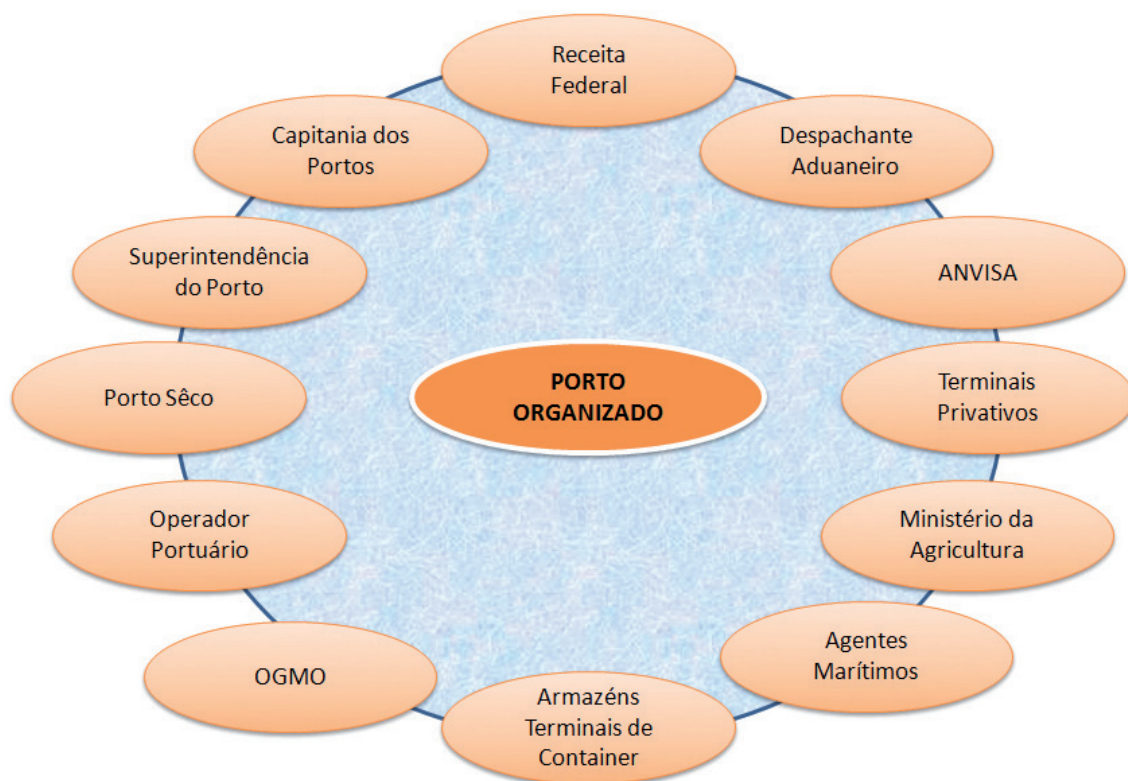 Receita
Federal
Capitania dos
Portos
Despachante
Aduaneiro
Superintendência
do Porto
ANVISA
Porto Sêco
PORTO
ORGANIZADO
Terminais
Privativos
Operador
Portuário
Ministério da
Agricultura
OGMO
Agentes
Marítimos
Armazéns
Terminais de
Container